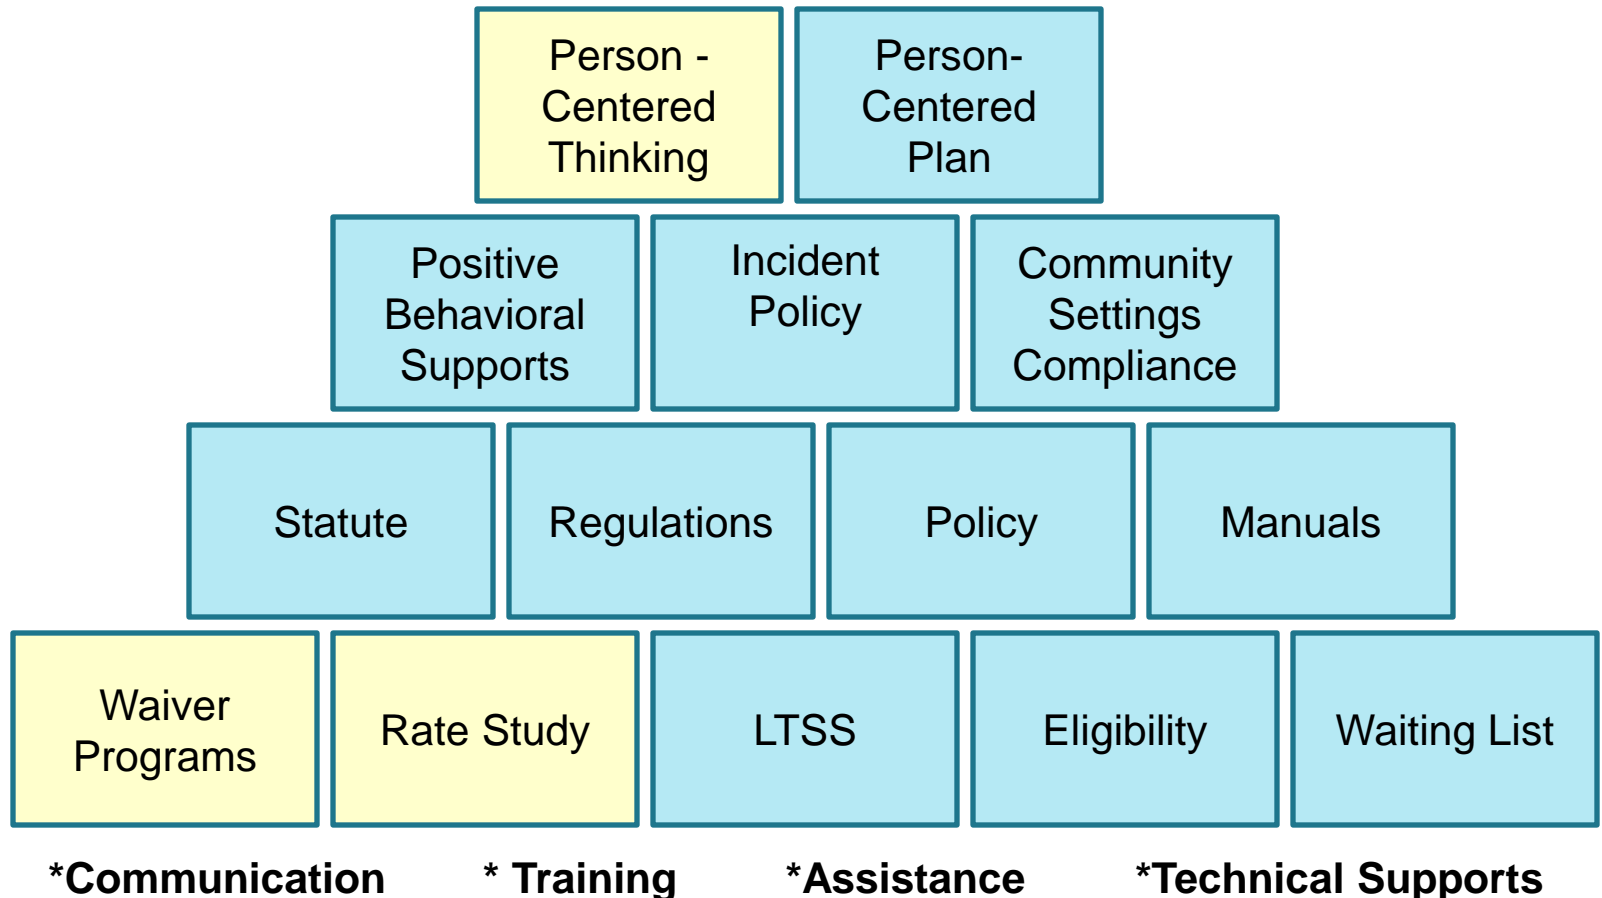 Person -
Centered
Thinking
Person-
Centered
Plan
Positive
Behavioral
Supports
Incident
Policy
Community
Settings
Compliance
Statute
Regulations
Policy
Manuals
Waiver
Programs
Rate Study
LTSS
Eligibility
Waiting List
*Communication * Training *Assistance *Technical Supports